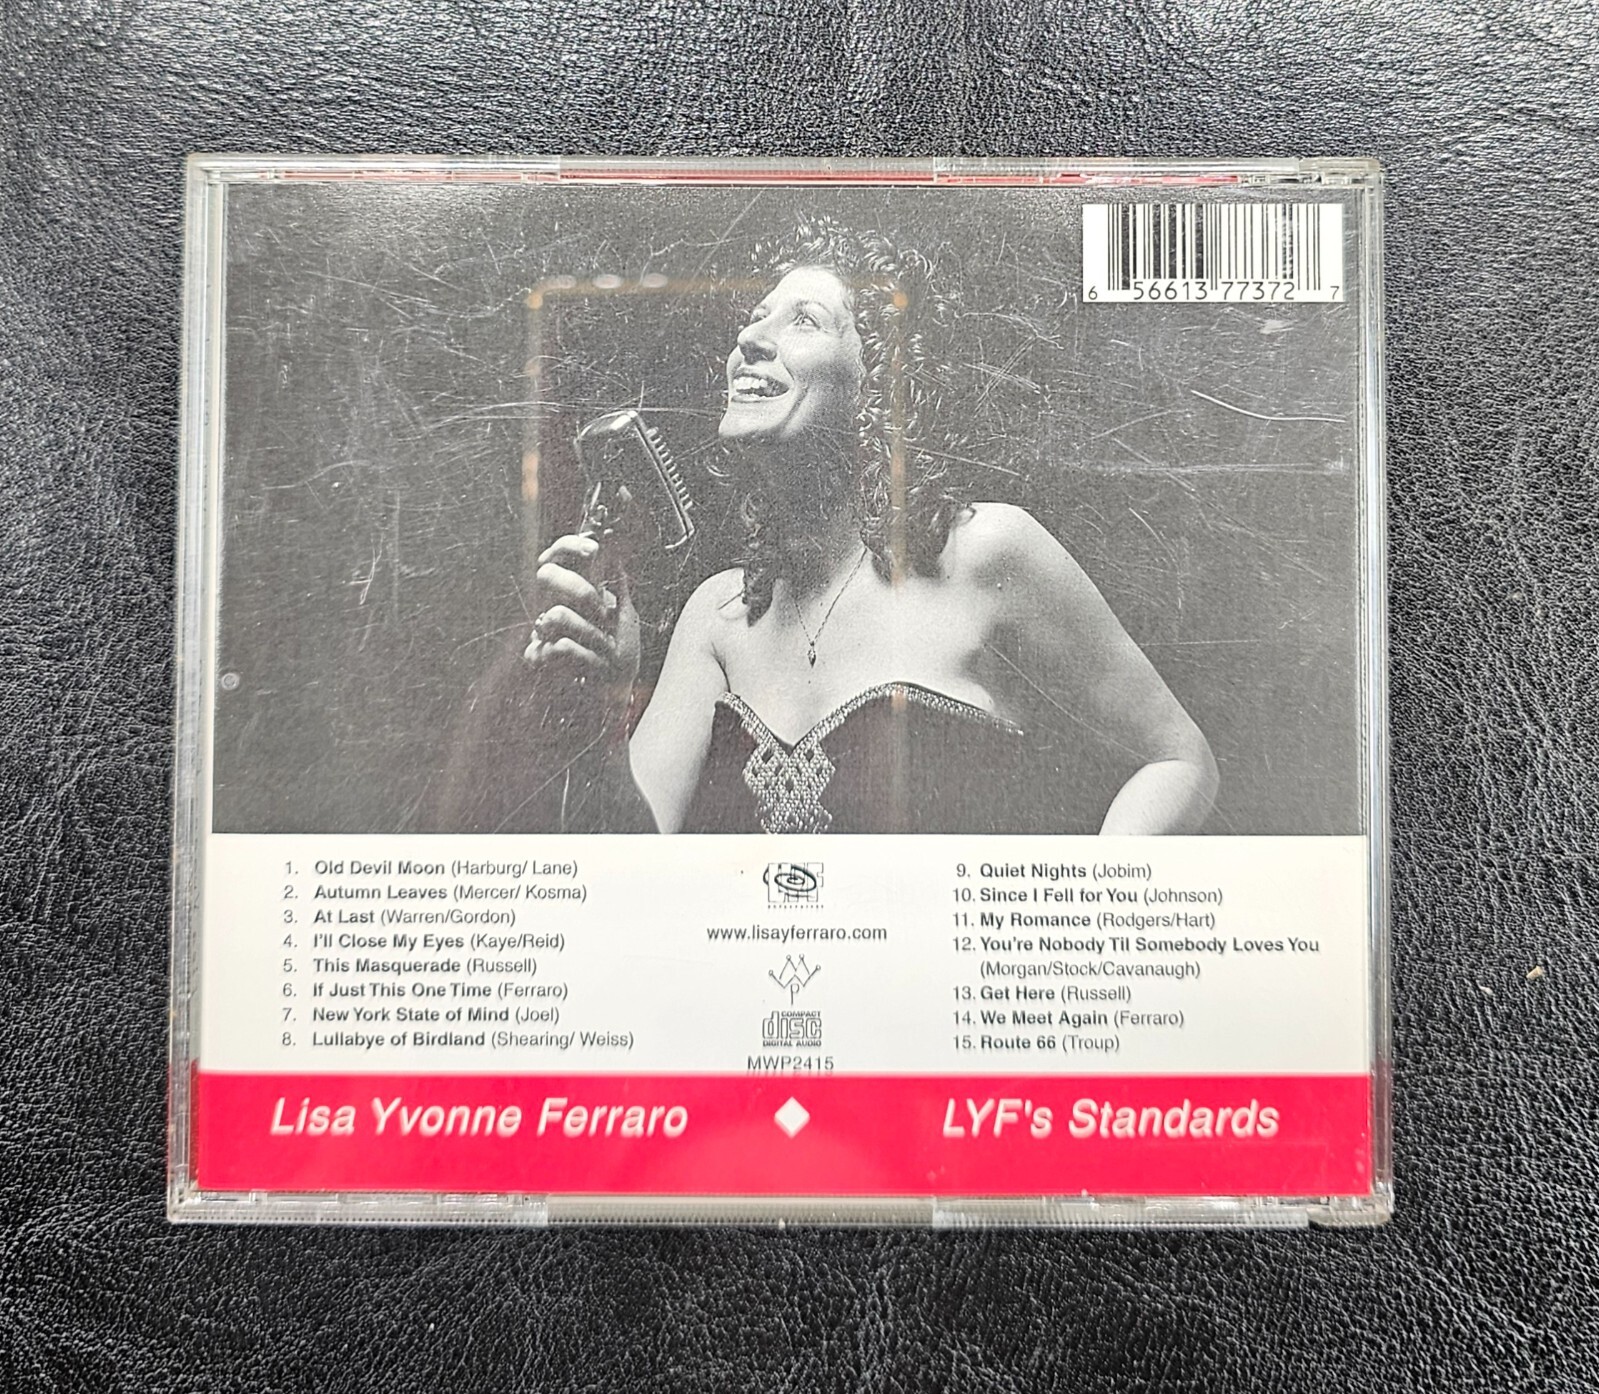 6 56613 77372 7
1. Old Devil Moon (Harburg/ Lane)
2. Autumn Leaves (Mercer/ Kosma)
3. At Last (Warren/Gordon)
4. I'll Close My Eyes (Kaye/Reid)
5. This Masquerade (Russell)
6. If Just This One Time (Ferraro)
7. New York State of Mind (Joel)
8. Lullabye of Birdland (Shearing/ Weiss)
www.lisayferraro.com
COMPACT
disc
DIGITAL AUDIO
MWP2415
9. Quiet Nights (Jobim)
10. Since I Fell for You (Johnson)
11. My Romance (Rodgers/Hart)
12. You're Nobody Til Somebody Loves You
(Morgan/Stock/Cavanaugh)
13. Get Here (Russell)
14. We Meet Again (Ferraro)
15. Route 66 (Troup)
Lisa Yvonne Ferraro LYF's Standards